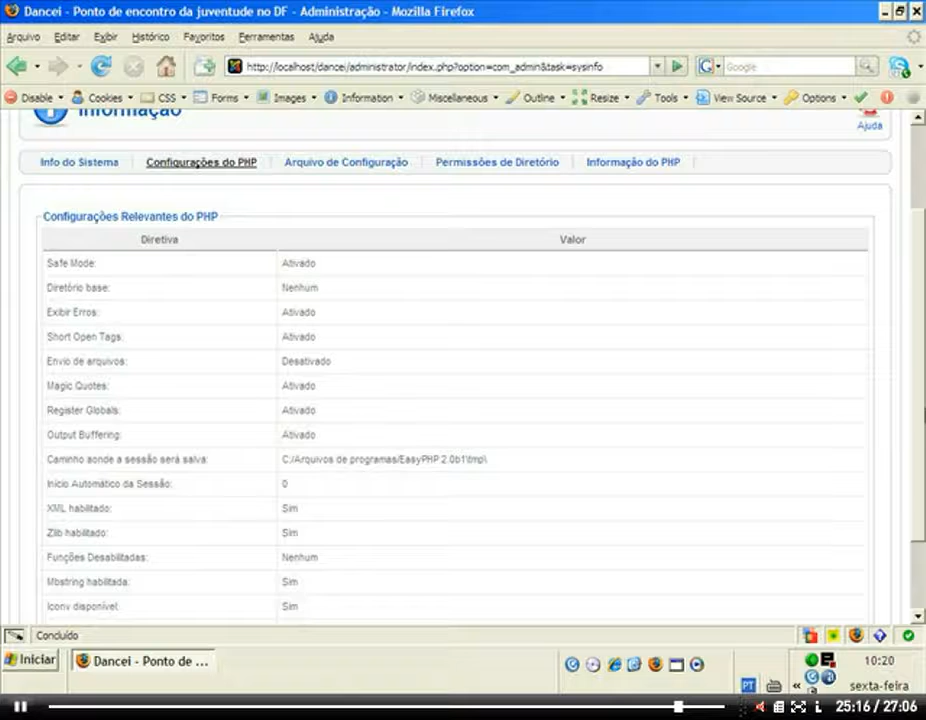 Dancei - Ponto de encontro da juventude no DF - Administração - Mozilla Firefox
Arquivo Editar Exibir Histórico Favoritos Ferramentas Ajuda
http://localhost/dancei/administrator/index.php?option=com_admin&task=sysinfo
Google
Disable Cookies CSS Forms Images Information Miscellaneous Outline Resize Tools View Source Options
Informação
Ajuda
Info do Sistema Configurações do PHP Arquivo de Configuração Permissões de Diretório Informação do PHP
Configurações Relevantes do PHP
Diretiva Valor
Safe Mode: Ativado
Diretório base: Nenhum
Exibir Erros: Ativado
Short Open Tags: Ativado
Envio de arquivos: Desativado
Magic Quotes: Ativado
Register Globals: Ativado
Output Buffering: Ativado
Caminho aonde a sessão será salva: C:/Arquivos de programas/EasyPHP 2.0b1\tmp\
Início Automático da Sessão: 0
XML habilitado: Sim
Zlib habilitado: Sim
Funções Desabilitadas: Nenhum
Mbstring habilitada: Sim
Iconv disponível Sim
Concluído
Iniciar Dancei - Ponto de ...
10:20
PT
sexta-feira
25:16 / 27:06